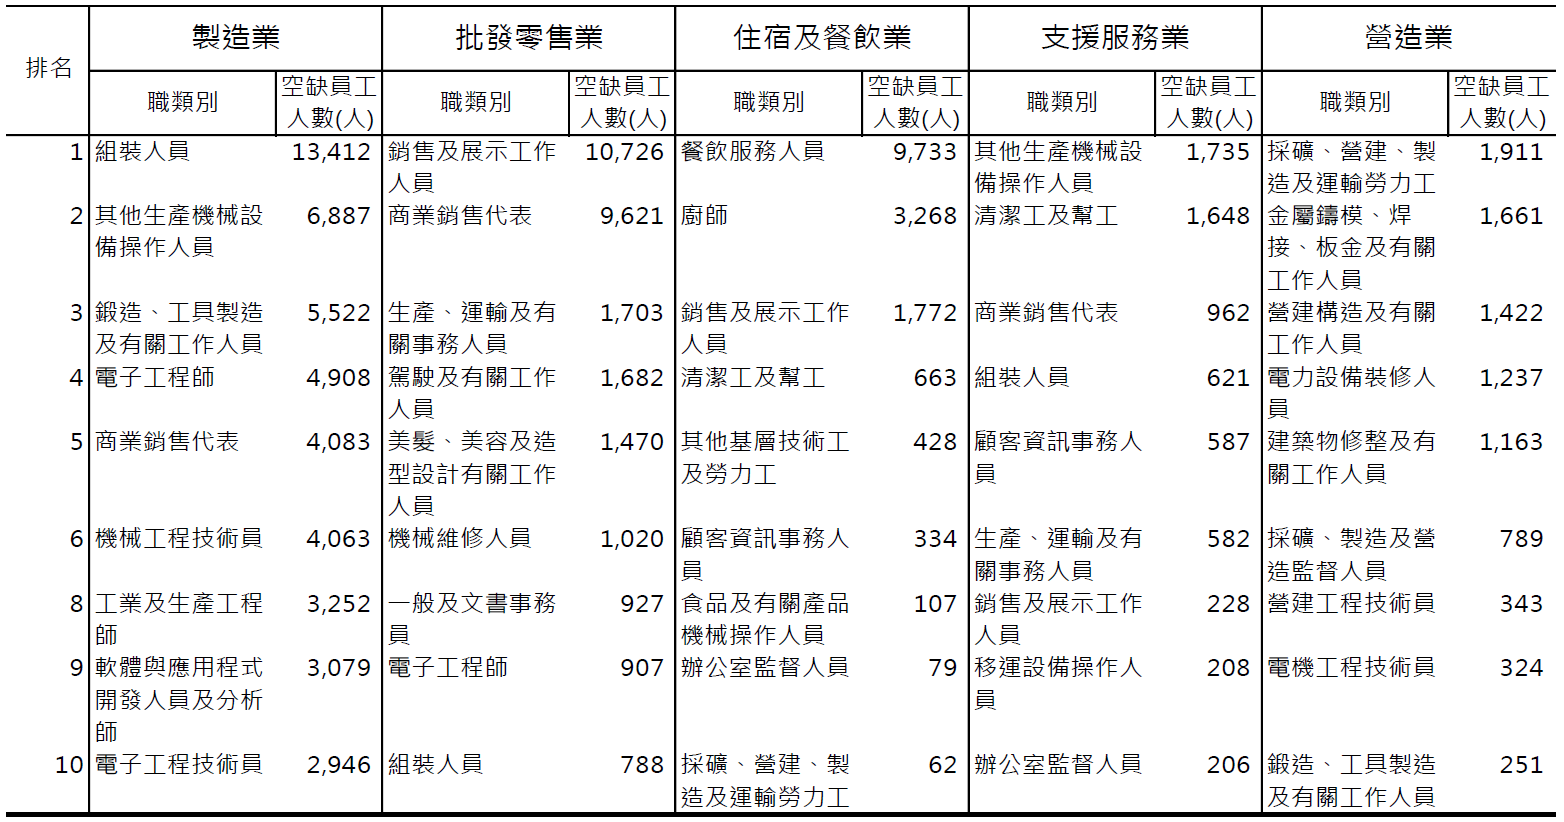 排名 製造業 批發零售業 住宿及餐飲業 支援服務業 營造業
職類別 空缺員工 職類別 空缺員工 職類別 空缺員工 職類別 空缺員工 職類別 空缺員工
人數(人) 人數(人) 人數(人) 人數(人) 人數(人)
1 組裝人員 13,412 銷售及展示工作 10,726 餐飲服務人員 9,733 其他生產機械設 1,735 採礦、營建、製 1,911
人員 備操作人員 造及運輸勞力工
2 其他生產機械設 6,887 商業銷售代表 9,621 廚師 3,268 清潔工及幫工 1,648 金屬鑄模、焊 1,661
備操作人員 接、板金及有關
工作人員
3 鍛造、工具製造 5,522 生產、運輸及有 1,703 銷售及展示工作 1,772 商業銷售代表 962 營建構造及有關 1,422
及有關工作人員 關事務人員 人員 工作人員
4 電子工程師 4,908 駕駛及有關工作 1,682 清潔工及幫工 663 組裝人員 621 電力設備裝修人 1,237
人員 員
5 商業銷售代表 4,083 美髮、美容及造 1,470 其他基層技術工 428 顧客資訊事務人 587 建築物修整及有 1,163
型設計有關工作 及勞力工 員 關工作人員
人員
6 機械工程技術員 4,063 機械維修人員 1,020 顧客資訊事務人 334 生產、運輸及有 582 採礦、製造及營 789
員 關事務人員 造監督人員
8 工業及生產工程 3,252 一般及文書事務 927 食品及有關產品 107 銷售及展示工作 228 營建工程技術員 343
師 員 機械操作人員 人員
9 軟體與應用程式 3,079 電子工程師 907 辦公室監督人員 79 移運設備操作人 208 電機工程技術員 324
開發人員及分析 員
師
10 電子工程技術員 2,946 組裝人員 788 採礦、營建、製 62 辦公室監督人員 206 鍛造、工具製造 251
造及運輸勞力工 及有關工作人員